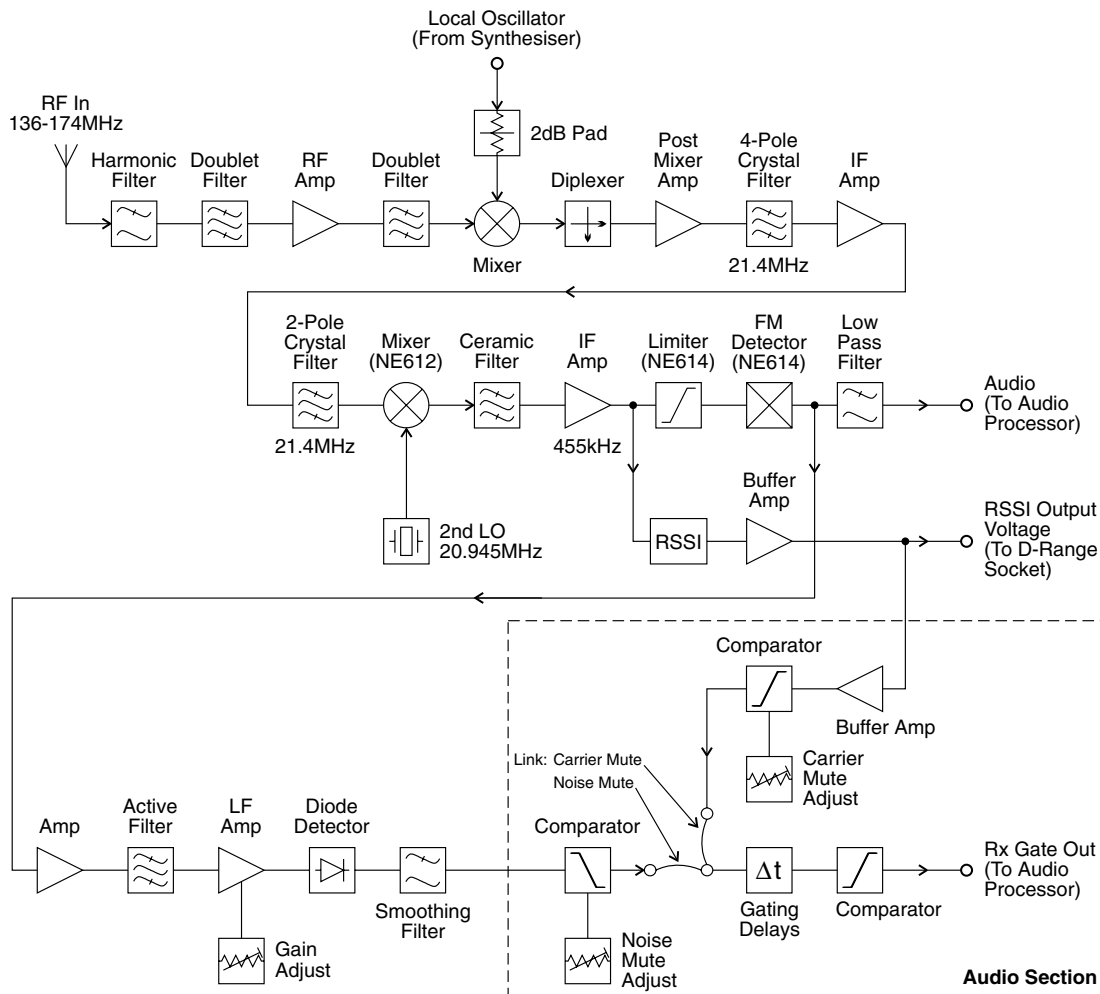 Local Oscillator
(From Synthesiser)
RF In
136-174MHz
2dB Pad
Harmonic
Filter
Doublet
Filter
RF
Amp
Doublet
Filter
Mixer
Diplexer
Post
Mixer
Amp
4-Pole
Crystal
Filter
21.4MHz
IF
Amp
2-Pole
Crystal
Filter
21.4MHz
Mixer
(NE612)
Ceramic
Filter
IF
Amp
455kHz
Limiter
(NE614)
FM
Detector
(NE614)
Low
Pass
Filter
Audio
(To Audio
Processor)
2nd LO
20.945MHz
RSSI
Buffer
Amp
RSSI Output
Voltage
(To D-Range
Socket)
Comparator
Buffer Amp
Carrier
Mute
Adjust
Link: Carrier Mute
Noise Mute
Amp
Active
Filter
LF
Amp
Gain
Adjust
Diode
Detector
Smoothing
Filter
Comparator
Noise
Mute
Adjust
Δt
Gating
Delays
Comparator
Rx Gate Out
(To Audio
Processor)
Audio Section